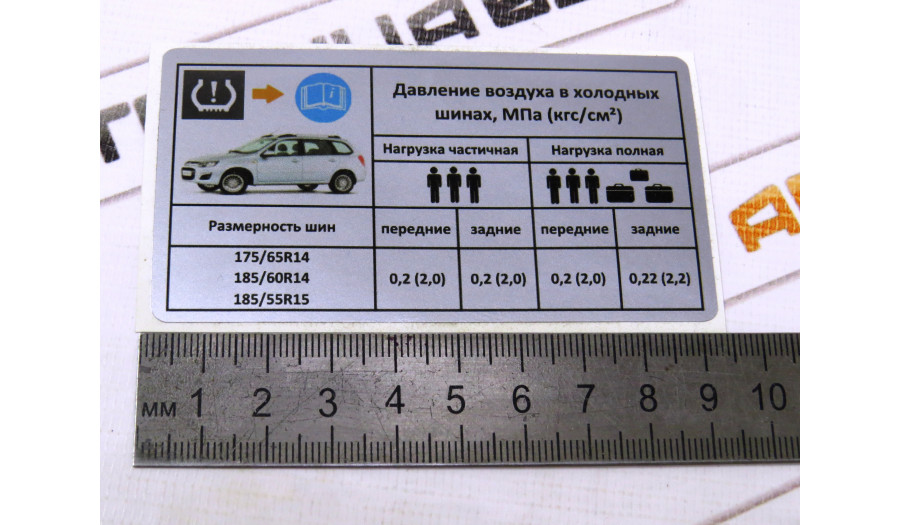 Давление воздуха в холодных
шинах, МПа (кгс/см²)
Нагрузка частичная Нагрузка полная
Размерность шин передние задние передние задние
175/65R14
185/60R14 0,2 (2,0) 0,2 (2,0) 0,2 (2,0) 0,22 (2,2)
185/55R15
мм 1 2 3 4 5 6 7 8 9 10